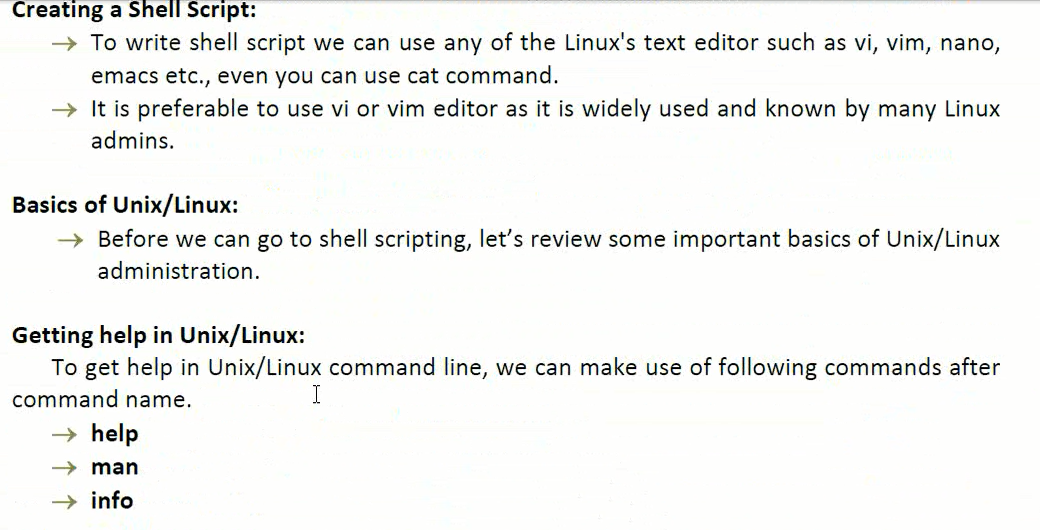 Creating a Shell Script:
→ To write shell script we can use any of the Linux's text editor such as vi, vim, nano,
emacs etc., even you can use cat command.
→ It is preferable to use vi or vim editor as it is widely used and known by many Linux
admins.
Basics of Unix/Linux:
→ Before we can go to shell scripting, let’s review some important basics of Unix/Linux
administration.
Getting help in Unix/Linux:
To get help in Unix/Linux command line, we can make use of following commands after
command name.
→ help
→ man
→ info